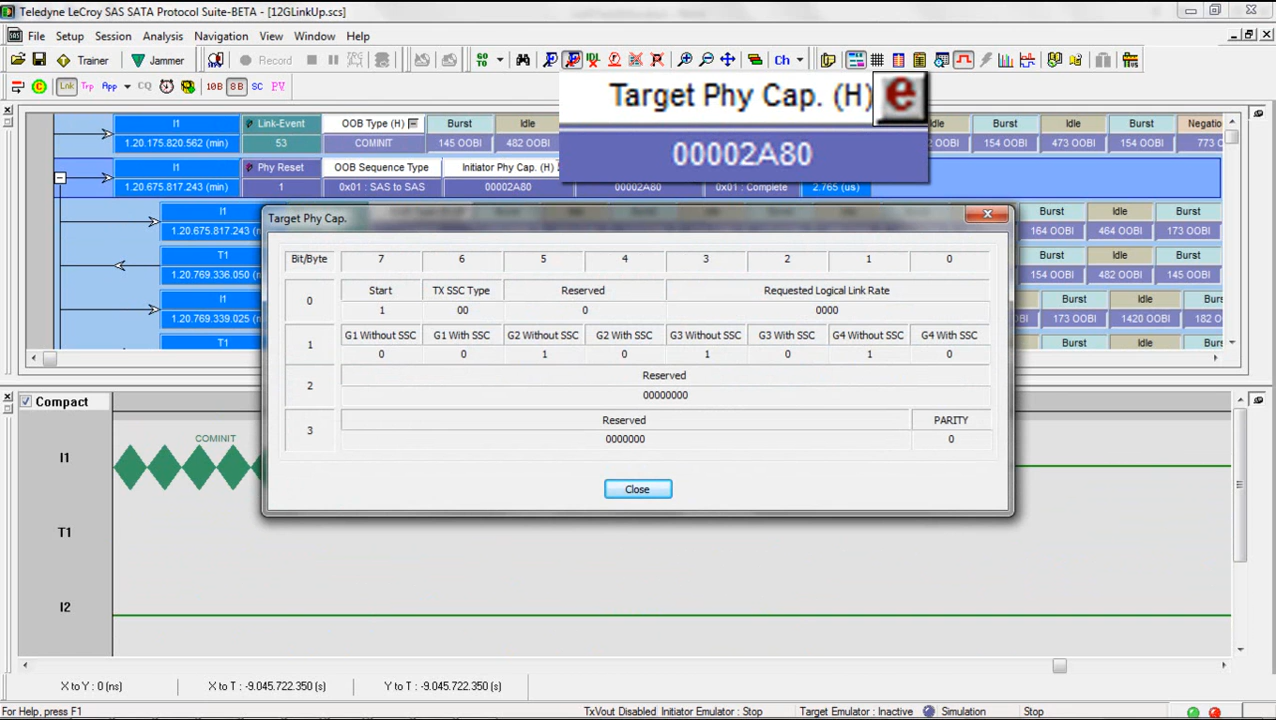 Teledyne LeCroy SAS SATA Protocol Suite-BETA - [12GLinkUp.scs]
File Setup Session Analysis Navigation View Window Help
Trainer Jammer Record GO TO IDL Ch
Lnk Trp App 10B 8B SC PV
Target Phy Cap. (H) e
00002A80
I1 Link-Event OOB Type (H) Burst Idle Idle Burst Idle Burst
1.20.175.820.562 (min) 53 COMINIT 145 OOBI 482 OOBI 154 OOBI 473 OOBI 154 OOBI
I1 Phy Reset OOB Sequence Type Initiator Phy Cap. (H)
1.20.675.817.243 (min) 1 0x01 : SAS to SAS 00002A80 00002A80 0x01 : Complete 2.765 (us)
I1 Burst Idle Burst
1.20.675.817.243 164 OOBI 464 OOBI 173 OOBI
T1 Burst Idle Burst
1.20.769.336.050 154 OOBI 482 OOBI 145 OOBI
I1 Burst Idle Burst
1.20.769.339.025 173 OOBI 1420 OOBI
T1 Burst Idle
Target Phy Cap.
Bit/Byte 7 6 5 4 3 2 1 0
0 Start TX SSC Type Reserved Requested Logical Link Rate
1 00 0 0000
1 G1 Without SSC G1 With SSC G2 Without SSC G2 With SSC G3 Without SSC G3 With SSC G4 Without SSC G4 With SSC
0 0 1 0 1 0 1 0
2 Reserved
00000000
3 Reserved PARITY
0000000 0
Close
Compact
COMINIT
I1
T1
I2
X to Y : 0 (ns) X to T : -9.045.722.350 (s) Y to T : -9.045.722.350 (s)
For Help, press F1 TxVout Disabled Initiator Emulator : Stop Target Emulator : Inactive Simulation Stop